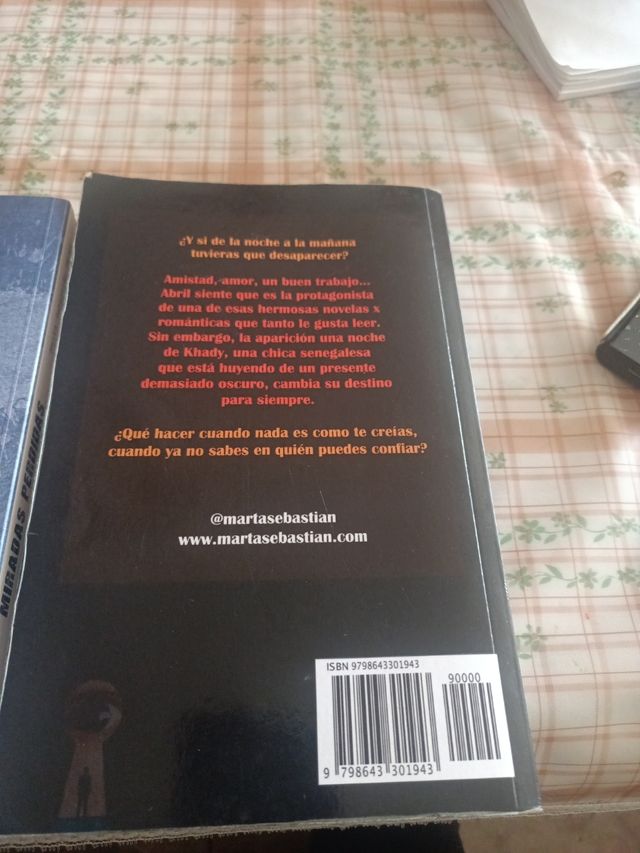 ¿Y si de la noche a la mañana
tuvieras que desaparecer?
Amistad, amor, un buen trabajo...
Abril siente que es la protagonista
de una de esas hermosas novelas x
románticas que tanto le gusta leer.
Sin embargo, la aparición una noche
de Khady, una chica senegalesa
que está huyendo de un presente
demasiado oscuro, cambia su destino
para siempre.
¿Qué hacer cuando nada es como te creías,
cuando ya no sabes en quién puedes confiar?
@martasebastian
www.martasebastian.com
ISBN 9798643301943
90000
9 798643 301943
MIRADAS PERDIDAS